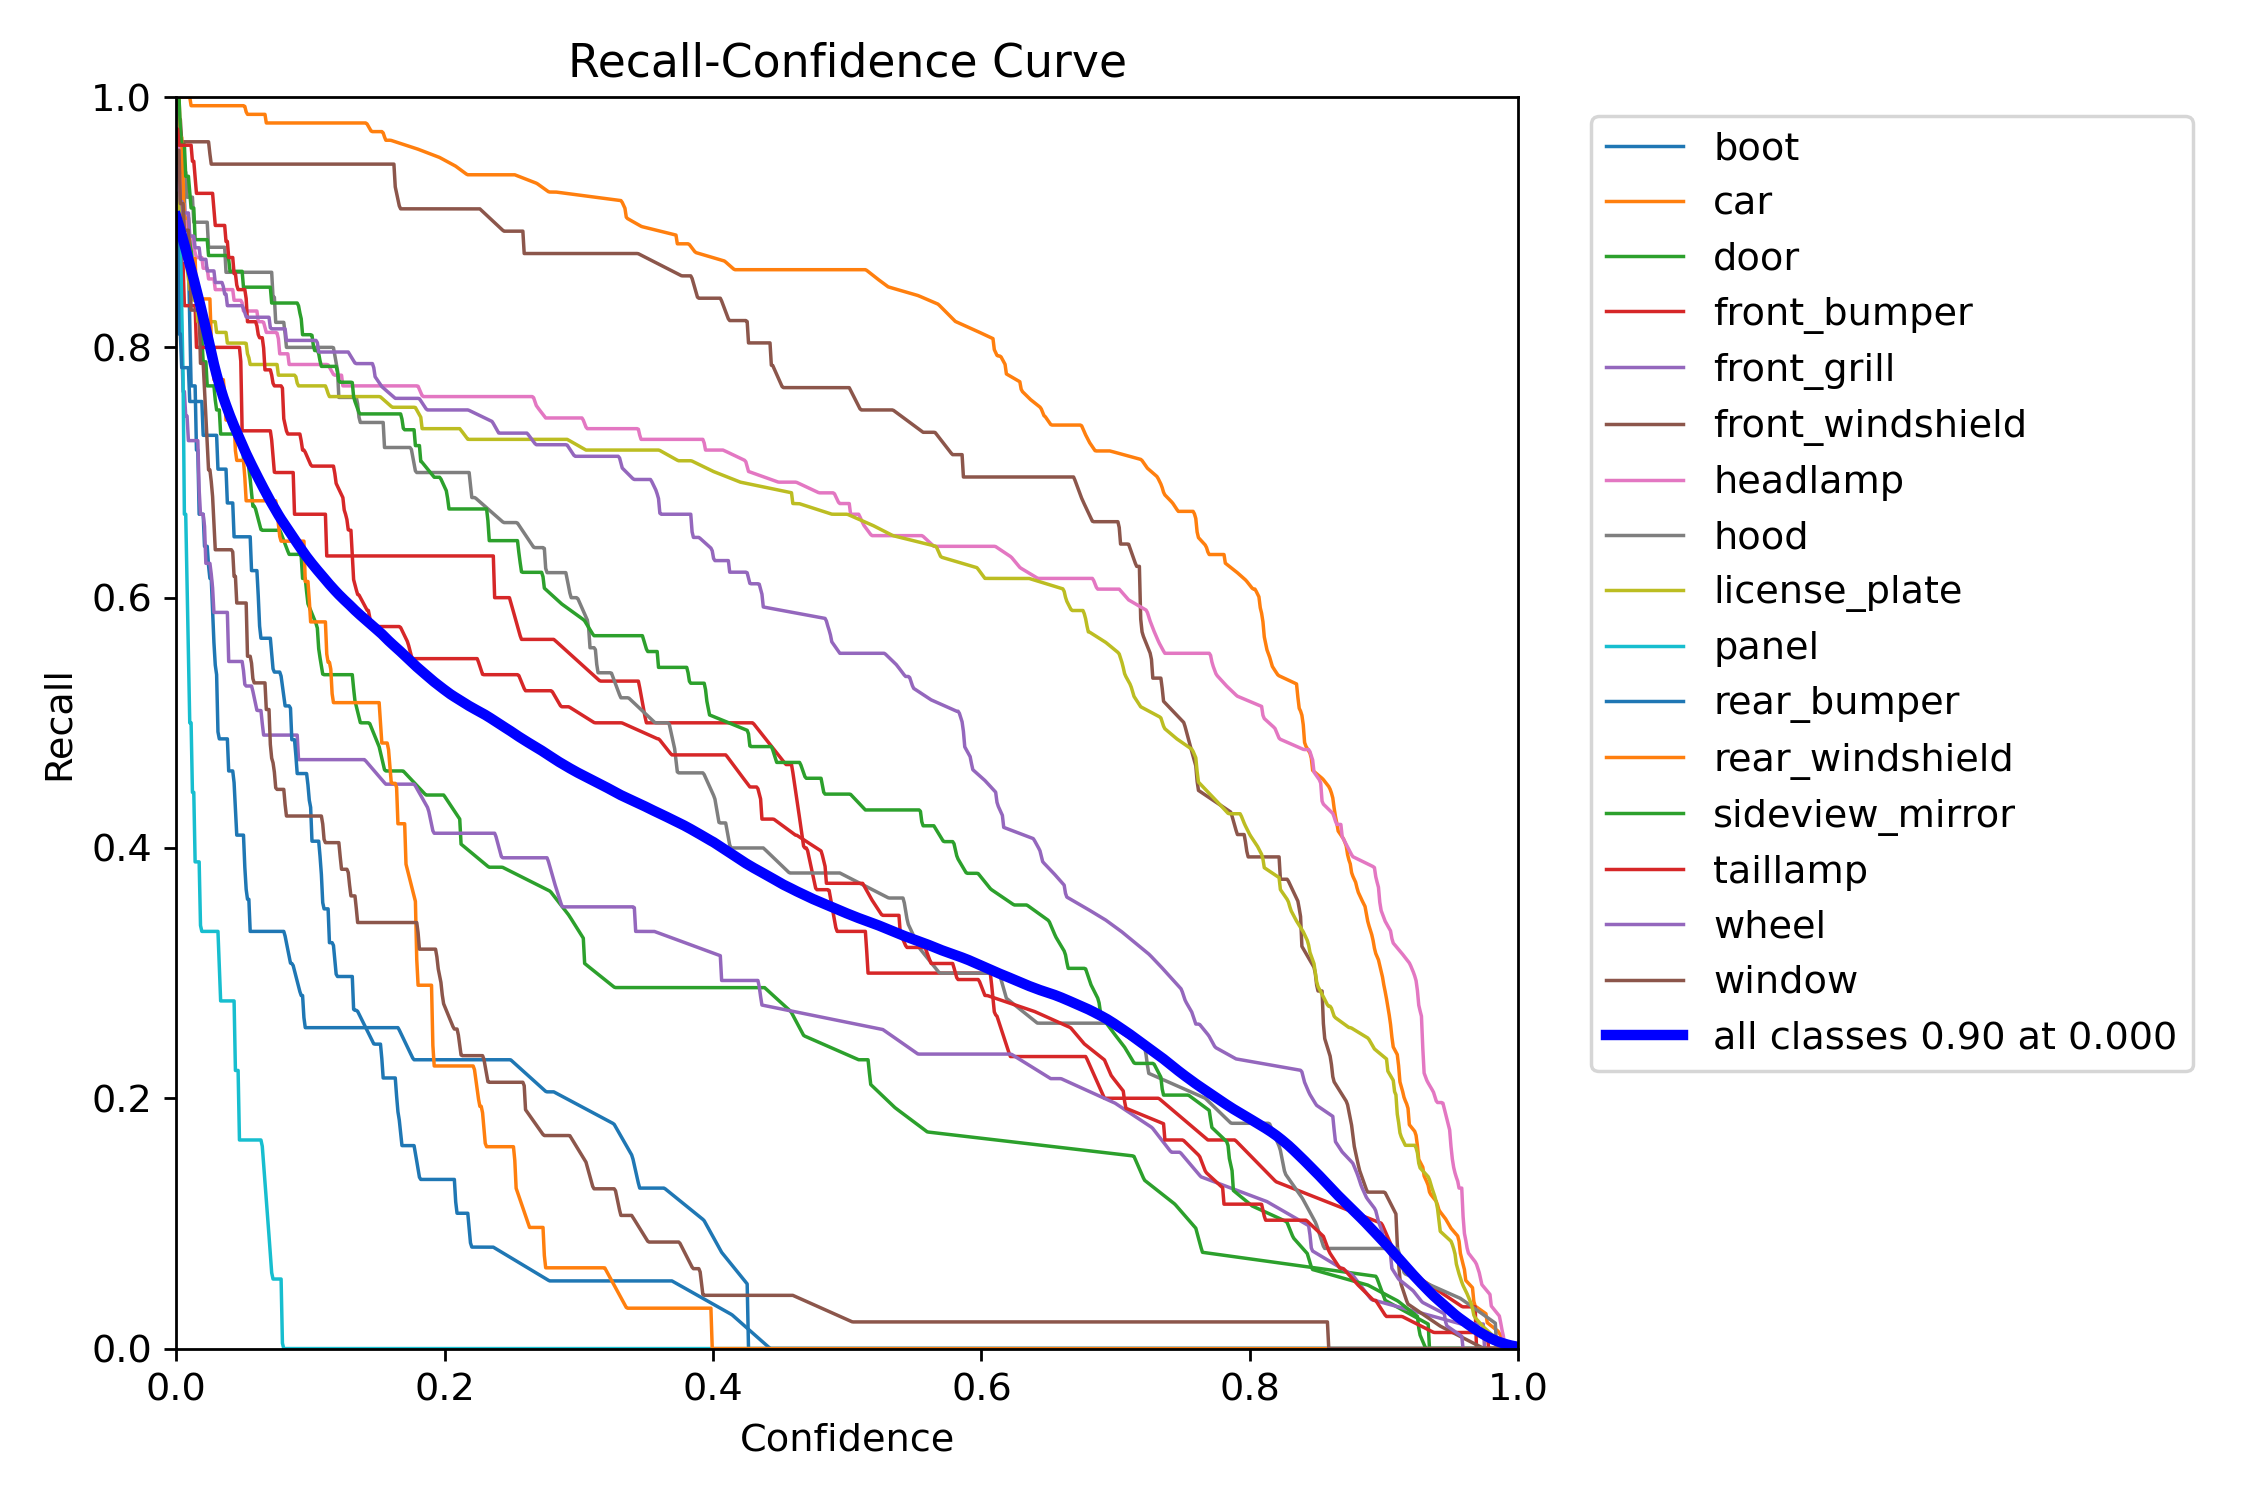 Recall-Confidence Curve
1.0
0.8
0.6
0.4
0.2
0.0
Recall
0.0 0.2 0.4 0.6 0.8 1.0
Confidence
boot
car
door
front_bumper
front_grill
front_windshield
headlamp
hood
license_plate
panel
rear_bumper
rear_windshield
sideview_mirror
taillamp
wheel
window
all classes 0.90 at 0.000